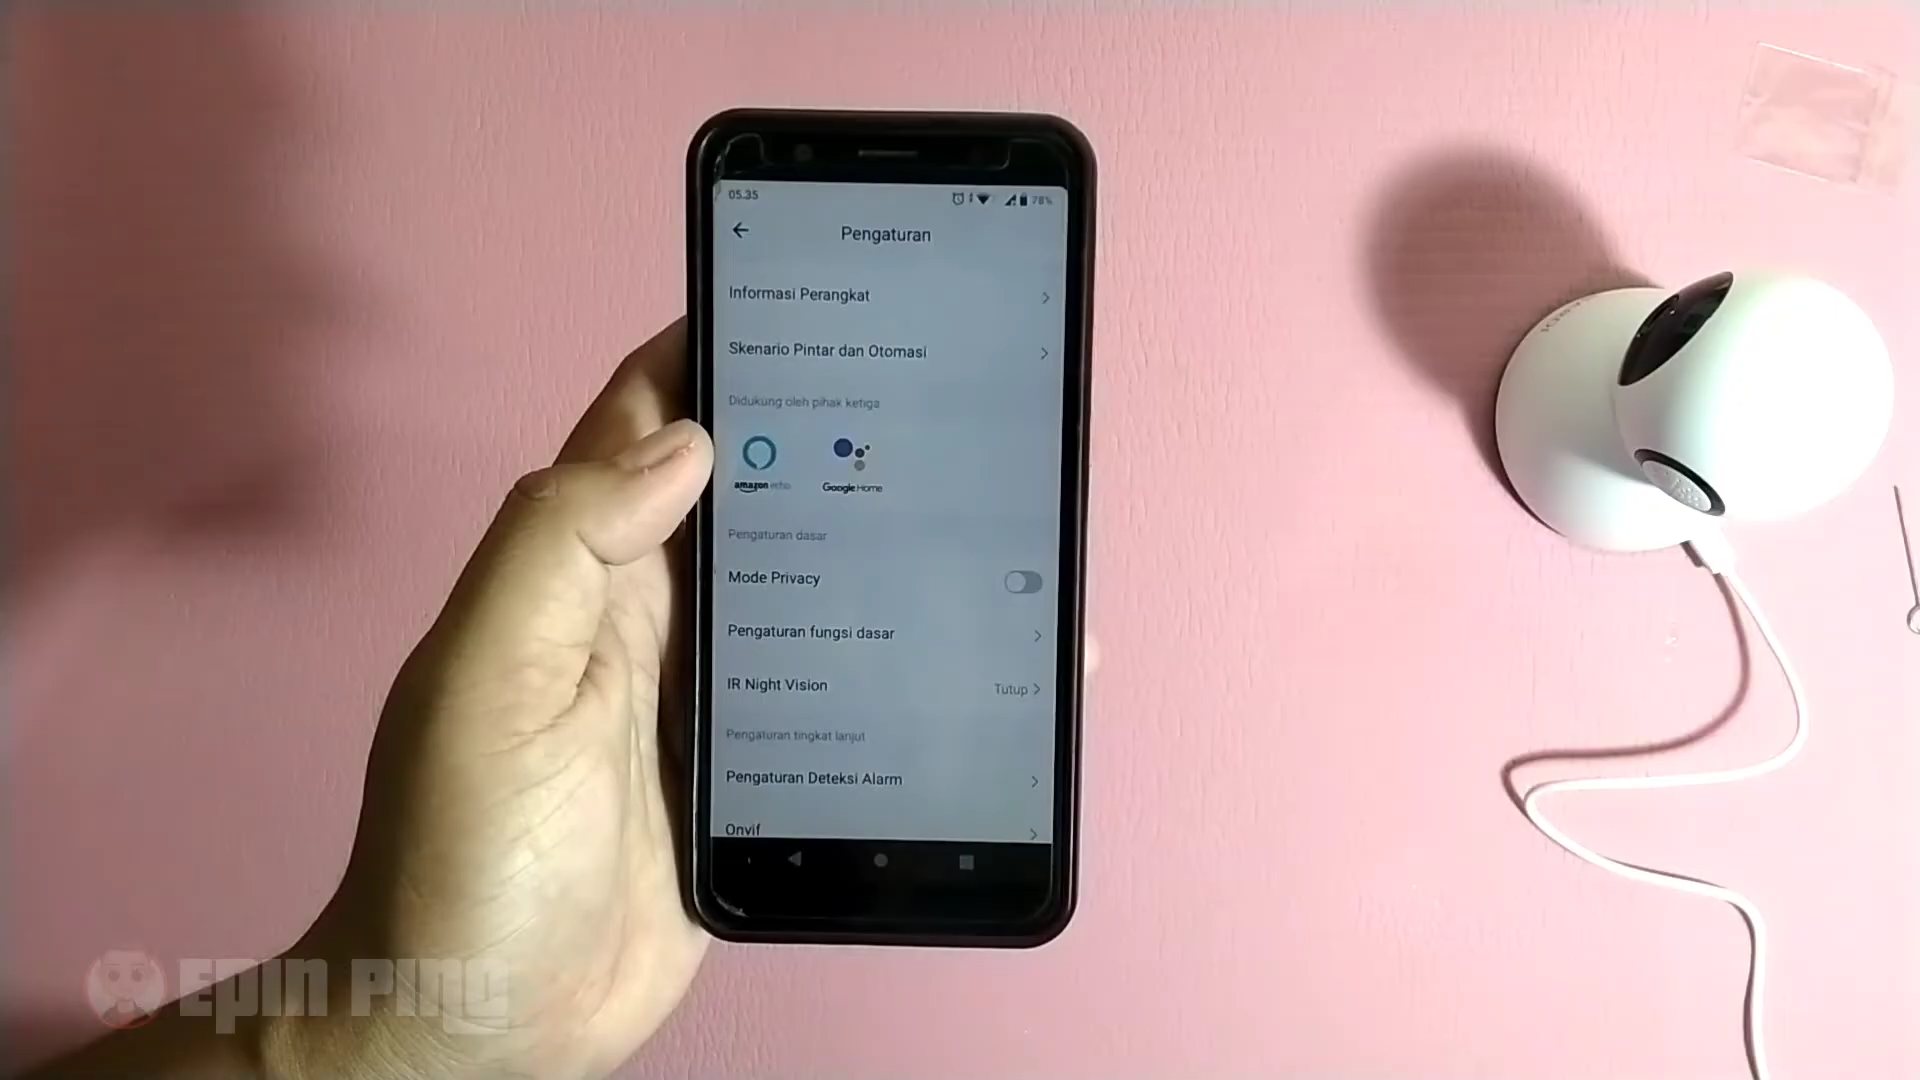 05.35
78%
Pengaturan
Informasi Perangkat
Skenario Pintar dan Otomasi
Didukung oleh pihak ketiga
amazon echo
Google Home
Pengaturan dasar
Mode Privacy
Pengaturan fungsi dasar
IR Night Vision
Tutup
Pengaturan tingkat lanjut
Pengaturan Deteksi Alarm
Onvif
EPIN PING